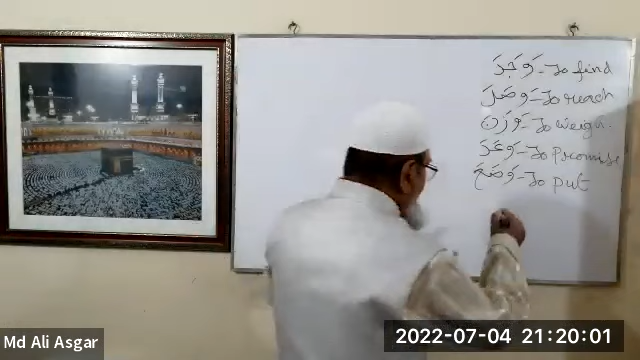 وَجَدَ - To find
وَصَلَ - To reach
وَزَنَ - To weigh.
وَعَدَ - To promise
وَضَعَ - To put
Md Ali Asgar
2022-07-04 21:20:01